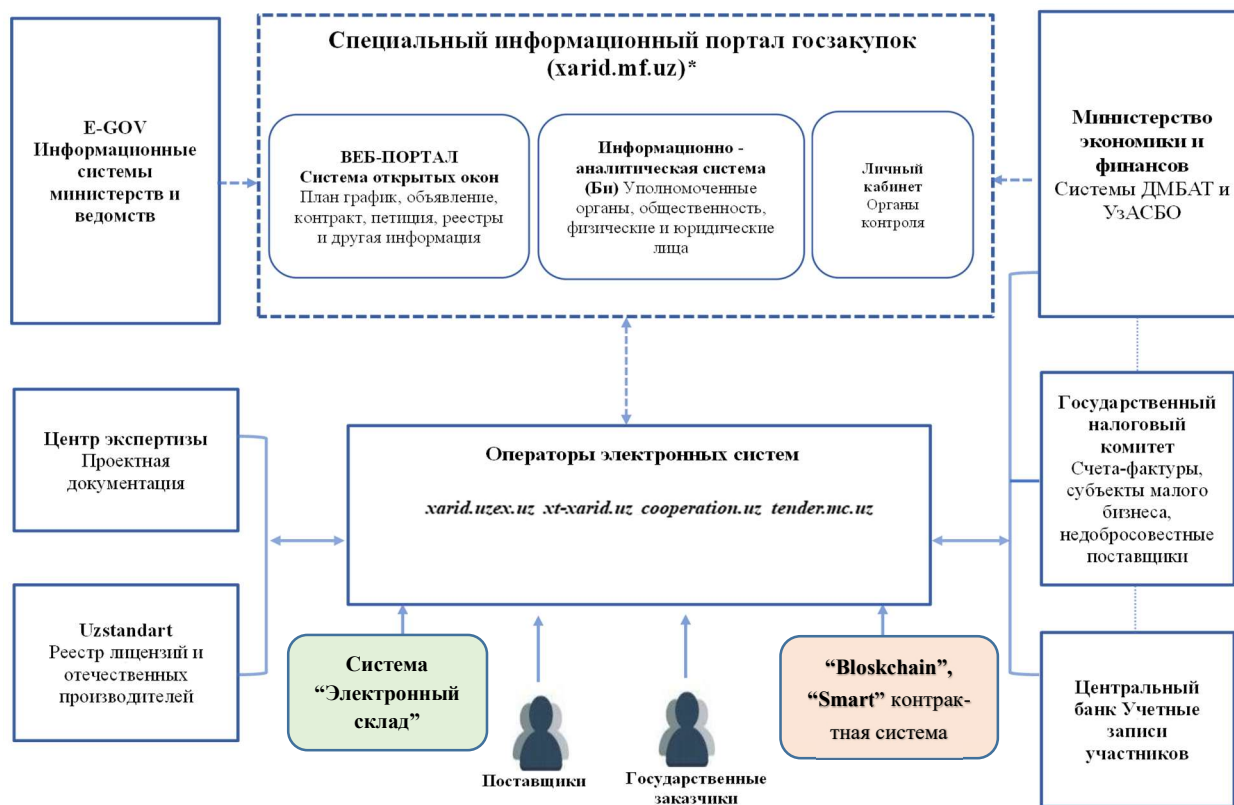 Специальный информационный портал госзакупок
(xarid.mf.uz)*
E-GOV
Информационные
системы
министерств и
ведомств
ВЕБ-ПОРТАЛ
Система открытых окон
План график, объявление,
контракт, петиция, реестры
и другая информация
Информационно -
аналитическая система
(Би) Уполномоченные
органы, общественность,
физические и юридические
лица
Личный
кабинет
Органы
контроля
Министерство
экономики и
финансов
Системы ДМБАТ и
УзАСБО
Центр экспертизы
Проектная
документация
Операторы электронных систем
xarid.uzex.uz xt-xarid.uz cooperation.uz tender.mc.uz
Государственный
налоговый
комитет
Счета-фактуры,
субъекты малого
бизнеса,
недобросовестные
поставщики
Uzstandart
Реестр лицензий и
отечественных
производителей
Система
“Электронный
склад”
Поставщики
Государственные
заказчики
“Bloskchain”,
“Smart” контрак-
тная система
Центральный
банк Учетные
записи
участников